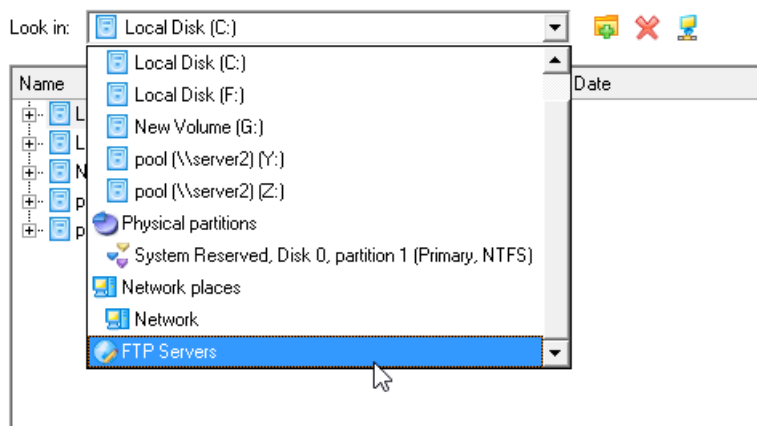 Look in: Local Disk (C:)
Name Date
Local Disk (C:)
Local Disk (F:)
New Volume (G:)
pool (\\server2) (Y:)
pool (\\server2) (Z:)
Physical partitions
System Reserved, Disk 0, partition 1 (Primary, NTFS)
Network places
Network
FTP Servers
L
L
N
p
p